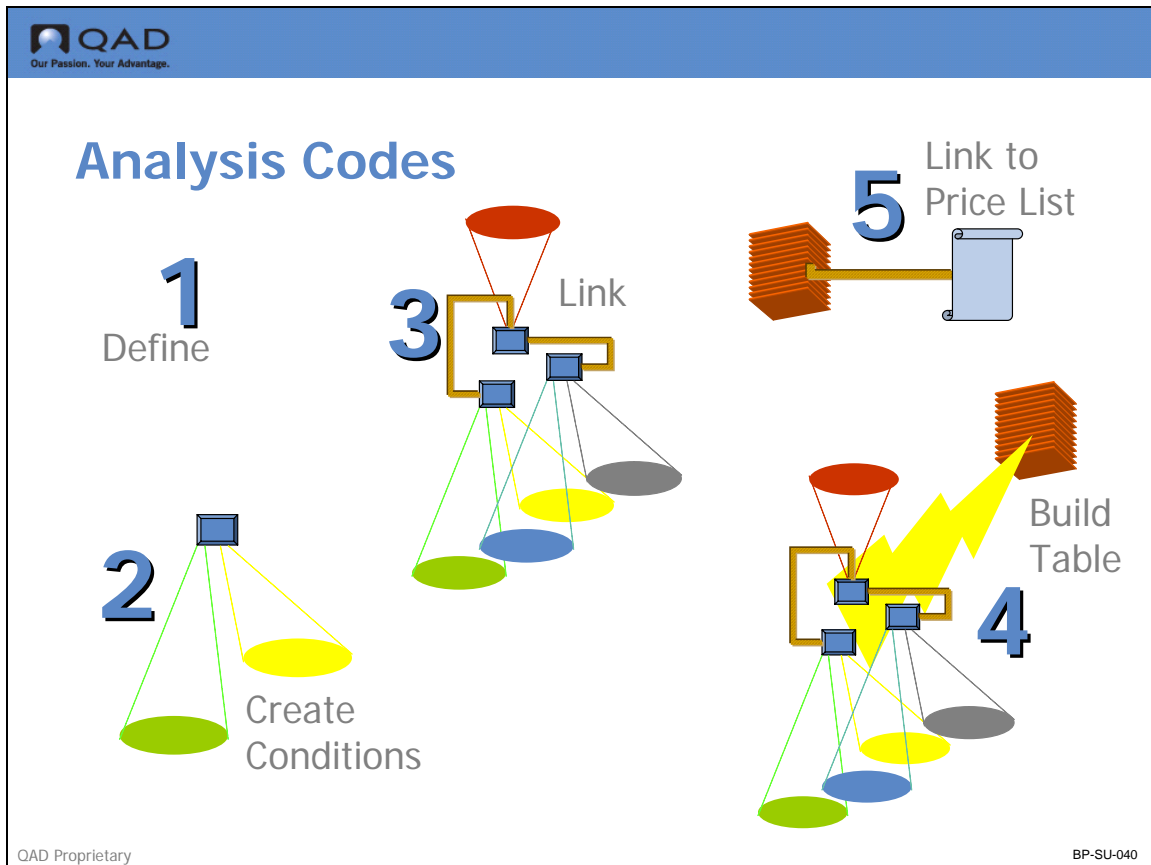 QAD
Our Passion. Your Advantage.
Analysis Codes
1
Define
2
Create
Conditions
3
Link
4
Build
Table
5
Link to
Price List
QAD Proprietary
BP-SU-040